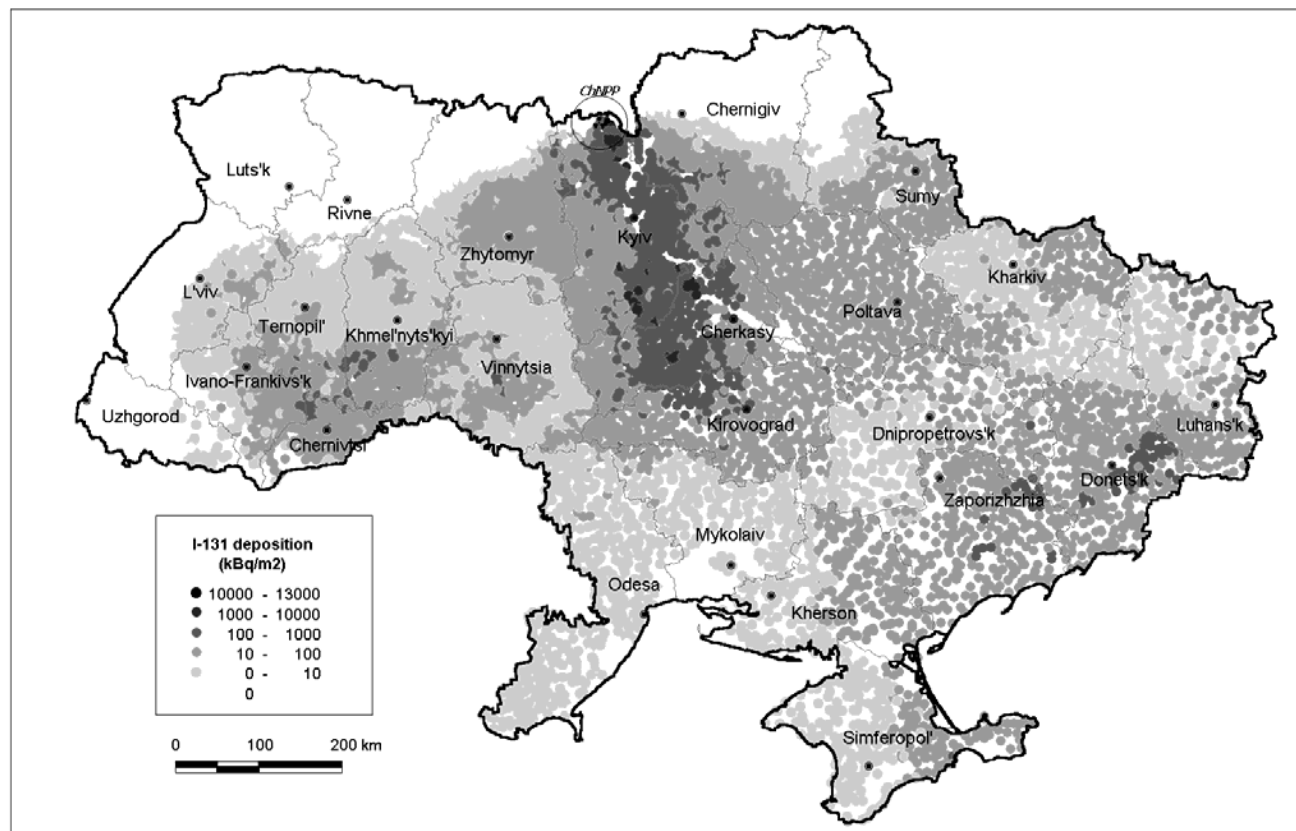 ChNPP
Chernigiv
Luts'k
Rivne
Sumy
Kyiv
Zhytomyr
Kharkiv
L'viv
Ternopil'
Khmel'nyts'kyi
Poltava
Cherkasy
Vinnytsia
Ivano-Frankivs'k
Uzhgorod
Chernivtsi
Kirovograd
Dnipropetrovs'k
Luhans'k
Donets'k
Zaporizhzhia
Mykolaiv
Odesa
Kherson
Simferopol'
I-131 deposition
(kBq/m2)
10000 - 13000
1000 - 10000
100 - 1000
10 - 100
0 - 10
0
0 100 200 km